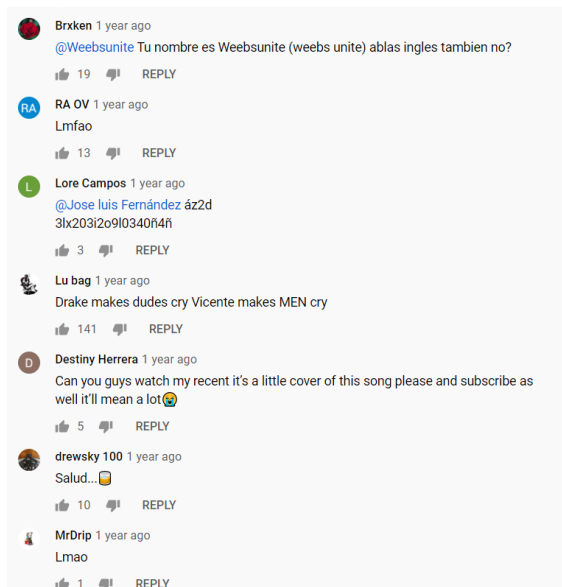 Brxken 1 year ago
@Weebsunite Tu nombre es Weebsunite (weebs unite) ablas ingles tambien no?
19 REPLY
RA RA OV 1 year ago
Lmfao
13 REPLY
L Lore Campos 1 year ago
@Jose luis Fernández áz2d
3lx203i2o9l0340ñ4ñ
3 REPLY
Lu bag 1 year ago
Drake makes dudes cry Vicente makes MEN cry
141 REPLY
D Destiny Herrera 1 year ago
Can you guys watch my recent it’s a little cover of this song please and subscribe as
well it’ll mean a lot😭
5 REPLY
drewsky 100 1 year ago
Salud...🥃
10 REPLY
MrDrip 1 year ago
Lmao
1 REPLY